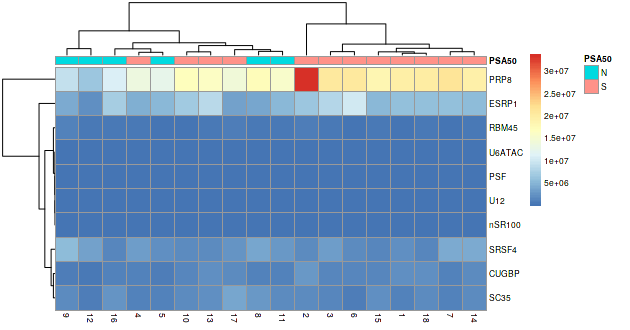 PSA50
PSA50
N
S
PRP8
ESRP1
RBM45
U6ATAC
PSF
U12
nSR100
SRSF4
CUGBP
SC35
3e+07
2.5e+07
2e+07
1.5e+07
1e+07
5e+06
9 12 16 4 5 10 13 17 8 11 2 3 6 15 1 18 7 14